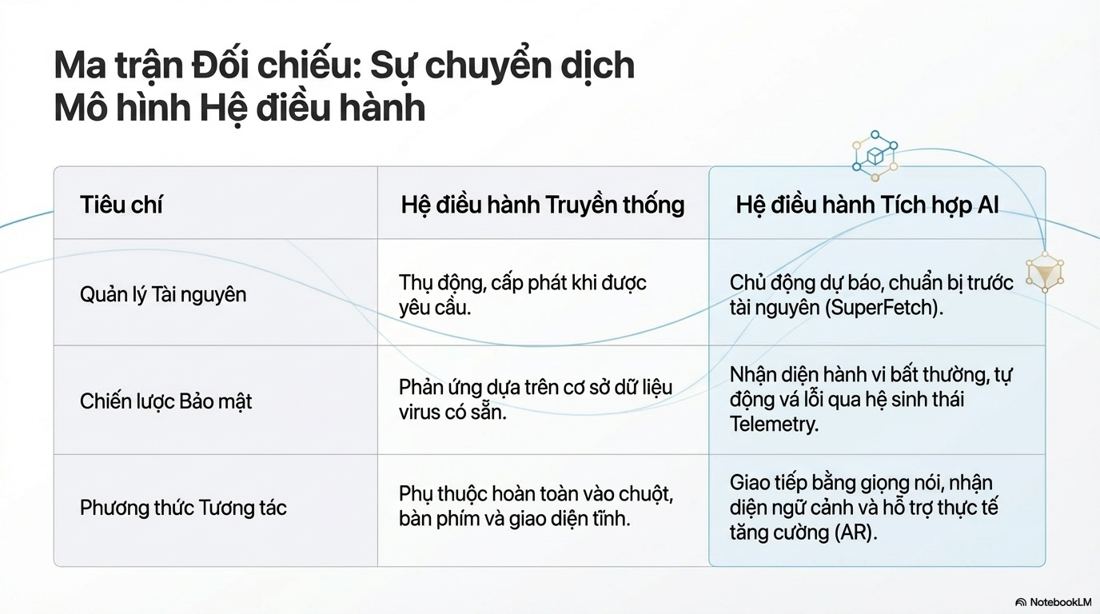 Ma trận Đối chiếu: Sự chuyển dịch
Mô hình Hệ điều hành
Tiêu chí
Hệ điều hành Truyền thống
Hệ điều hành Tích hợp AI
Quản lý Tài nguyên
Thụ động, cấp phát khi được
yêu cầu.
Chủ động dự báo, chuẩn bị trước
tài nguyên (SuperFetch).
Chiến lược Bảo mật
Phản ứng dựa trên cơ sở dữ liệu
virus có sẵn.
Nhận diện hành vi bất thường, tự
động vá lỗi qua hệ sinh thái
Telemetry.
Phương thức Tương tác
Phụ thuộc hoàn toàn vào chuột,
bàn phím và giao diện tĩnh.
Giao tiếp bằng giọng nói, nhận
diện ngữ cảnh và hỗ trợ thực tế
tăng cường (AR).
NotebookLM